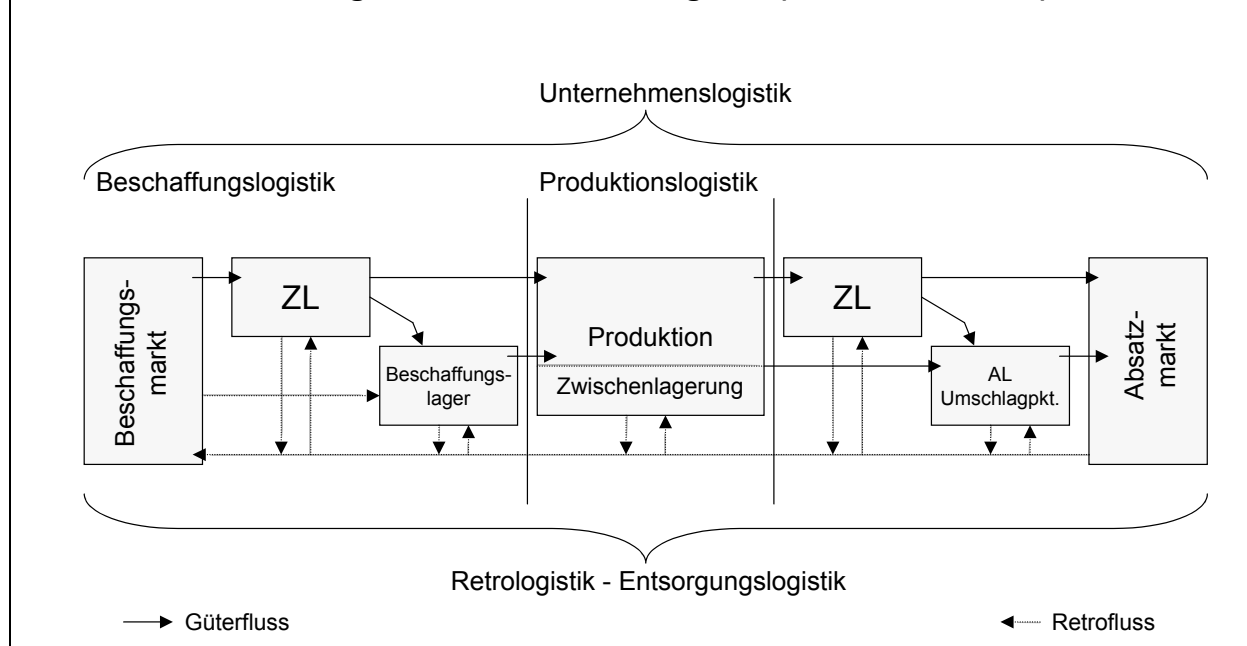 Unternehmenslogistik
Beschaffungslogistik
Produktionslogistik
Beschaffungs-
markt
ZL
Beschaffungs-
lager
Produktion
Zwischenlagerung
ZL
AL
Umschlagpkt.
Absatz-
markt
Retrologistik - Entsorgungslogistik
Güterfluss
Retrofluss